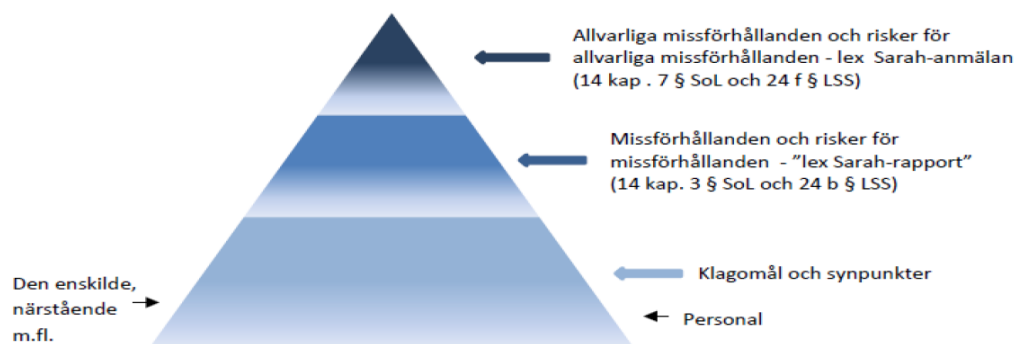 Allvarliga missförhållanden och risker för
allvarliga missförhållanden - lex Sarah-anmälan
(14 kap . 7 § SoL och 24 f § LSS)
Missförhållanden och risker för
missförhållanden - ”lex Sarah-rapport”
(14 kap. 3 § SoL och 24 b § LSS)
Klagomål och synpunkter
Den enskilde,
närstående
m.fl.
Personal